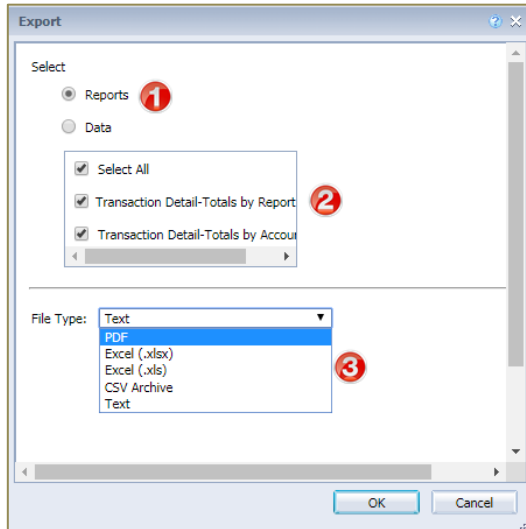 Export
Select
Reports 1
Data
Select All
Transaction Detail-Totals by Report 2
Transaction Detail-Totals by Accou
File Type: Text
PDF
Excel (.xlsx)
Excel (.xls) 3
CSV Archive
Text
OK Cancel